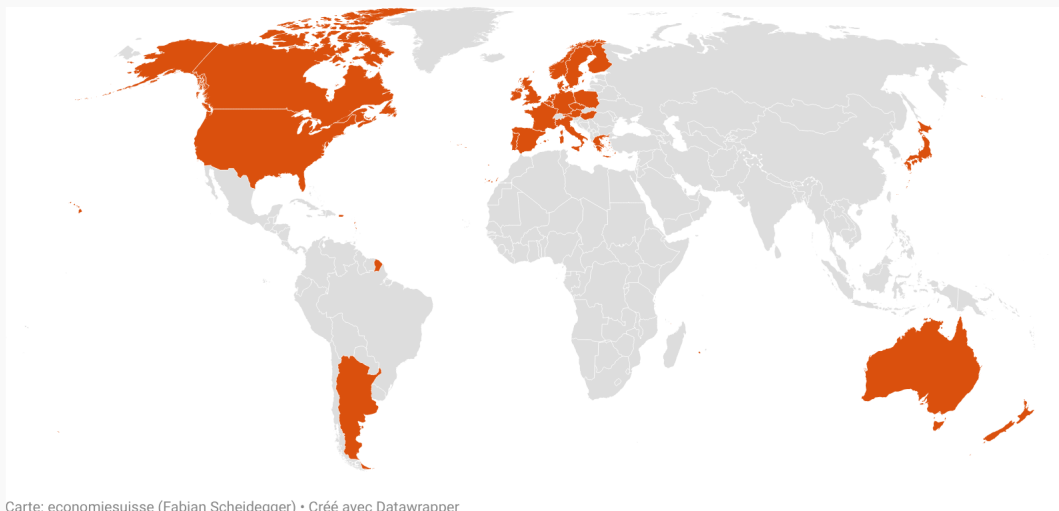 Carte: economiesuisse (Fabian Scheidegger) • Créé avec Datawrapper